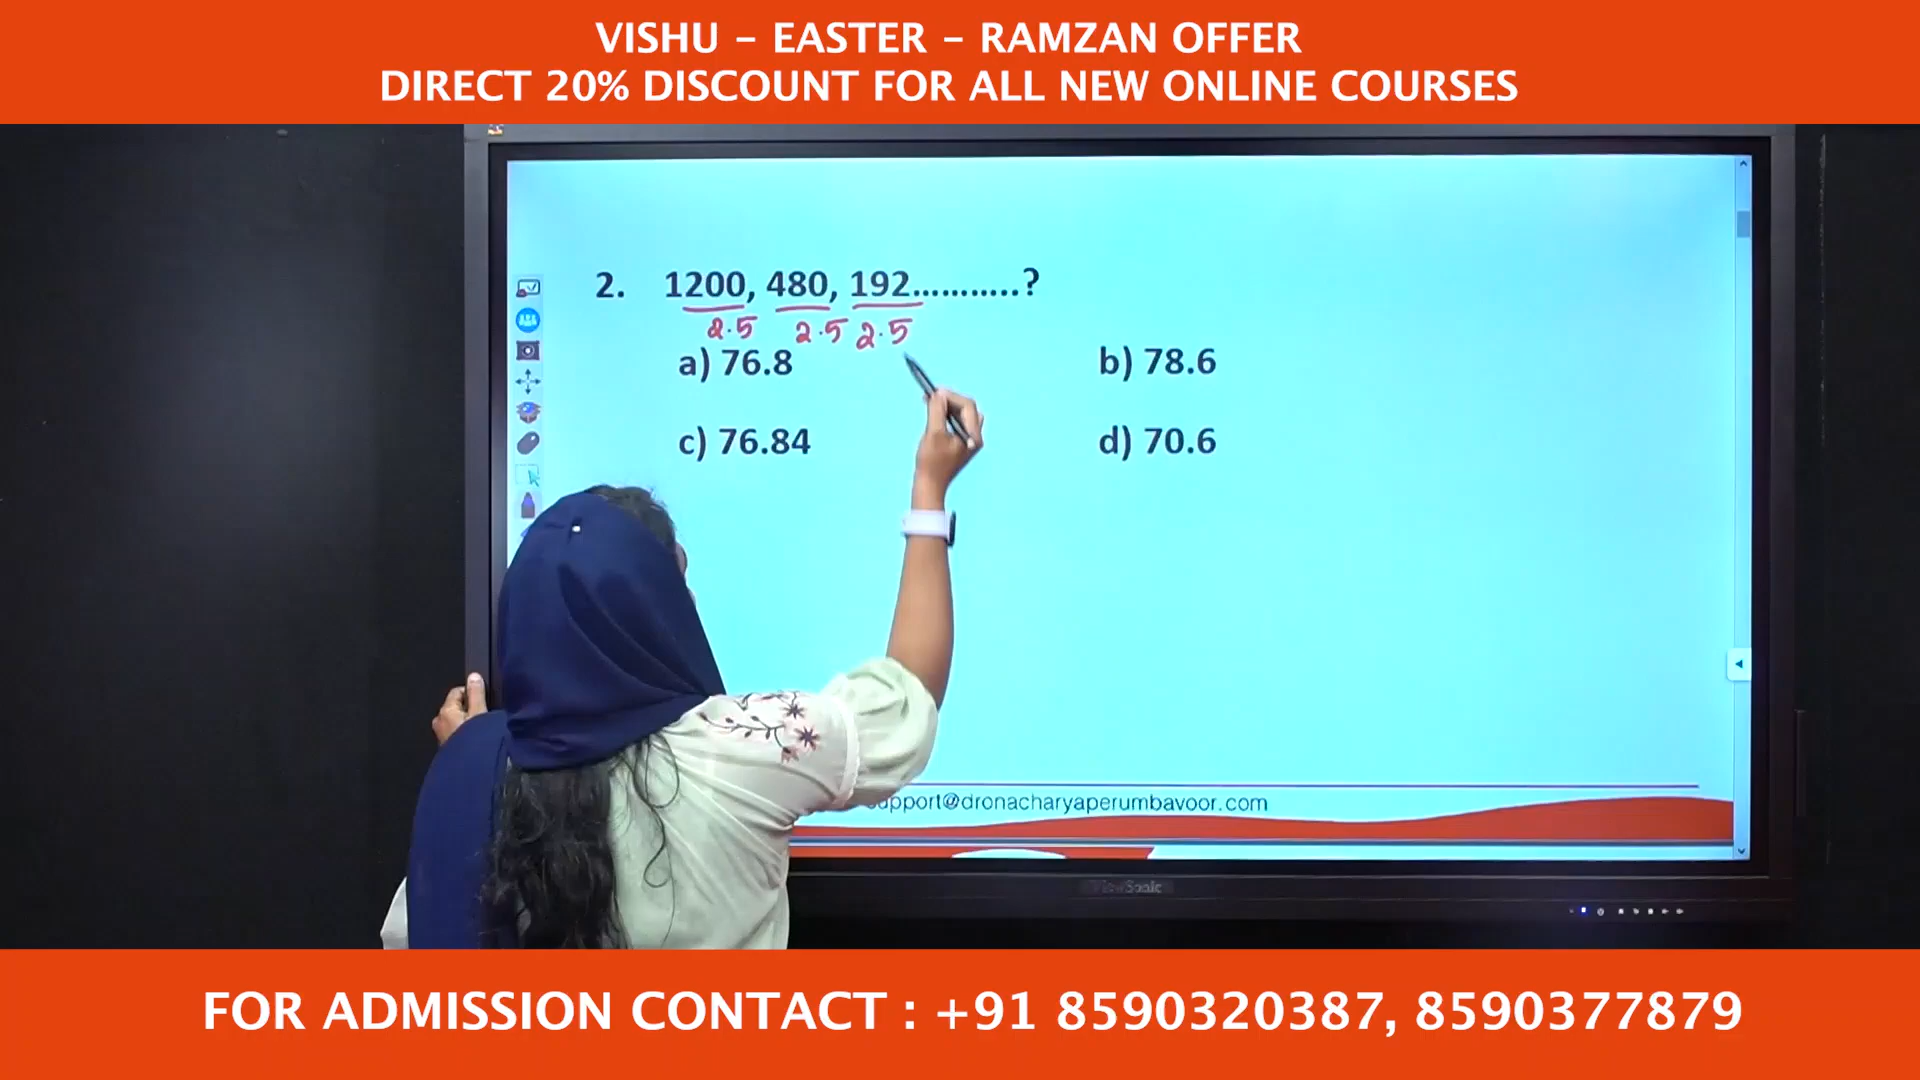 VISHU – EASTER – RAMZAN OFFER
DIRECT 20% DISCOUNT FOR ALL NEW ONLINE COURSES
2. 1200, 480, 192...........?
2.5 2.5 2.5
a) 76.8 b) 78.6
c) 76.84 d) 70.6
support@dronacharyaperumbavoor.com
ViewSonic
FOR ADMISSION CONTACT : +91 8590320387, 8590377879